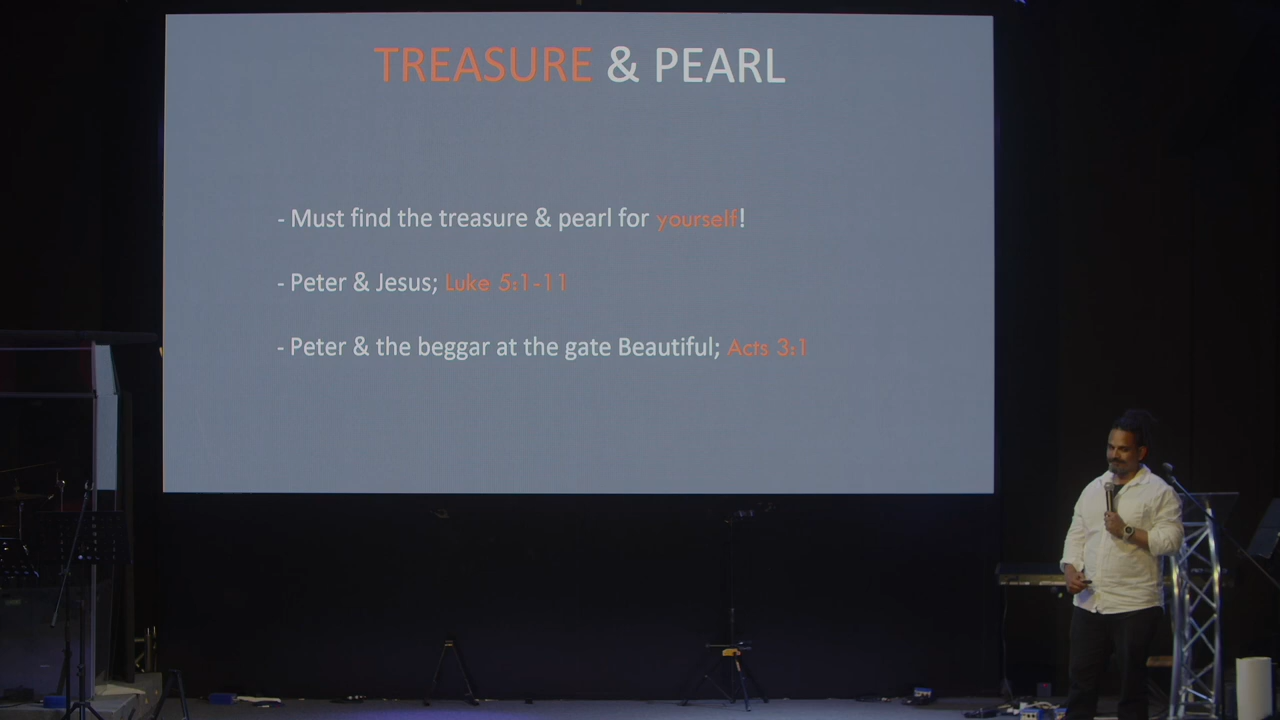 TREASURE & PEARL
- Must find the treasure & pearl for yourself!
- Peter & Jesus; Luke 5:1-11
- Peter & the beggar at the gate Beautiful; Acts 3:1